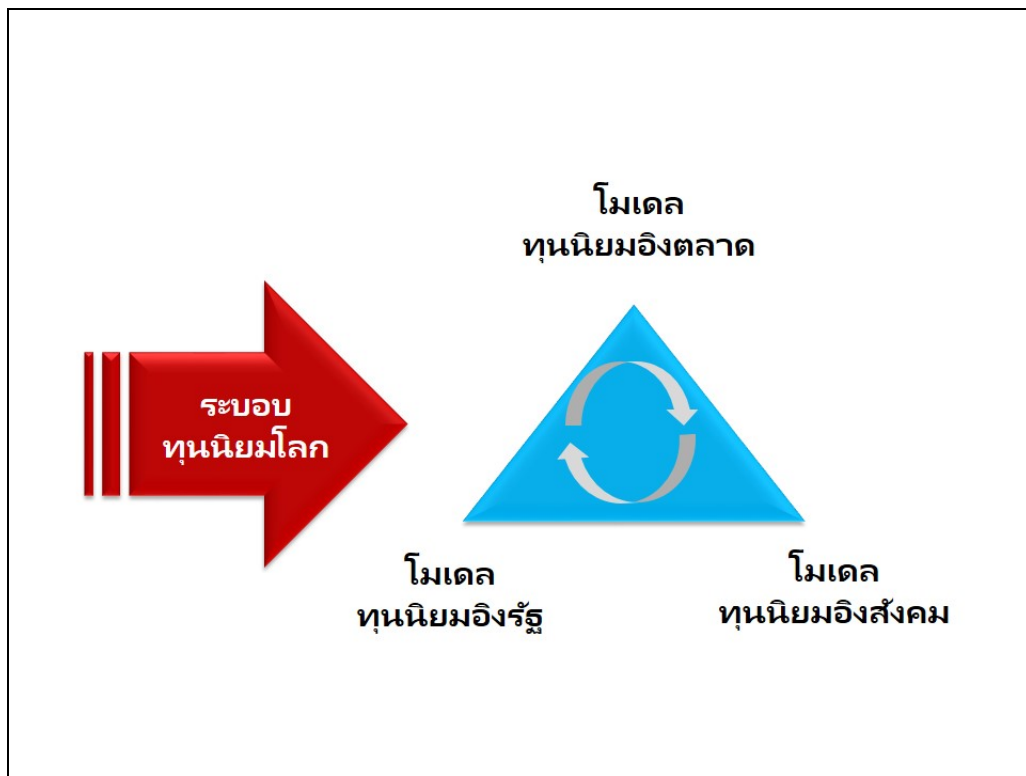 โมเดล
ทุนนิยมอิงตลาด
ระบอบ
ทุนนิยมโลก
โมเดล
ทุนนิยมอิงรัฐ
โมเดล
ทุนนิยมอิงสังคม